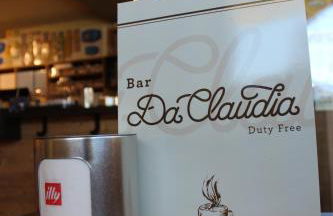 Bar
Da Claudia
Duty Free
illy